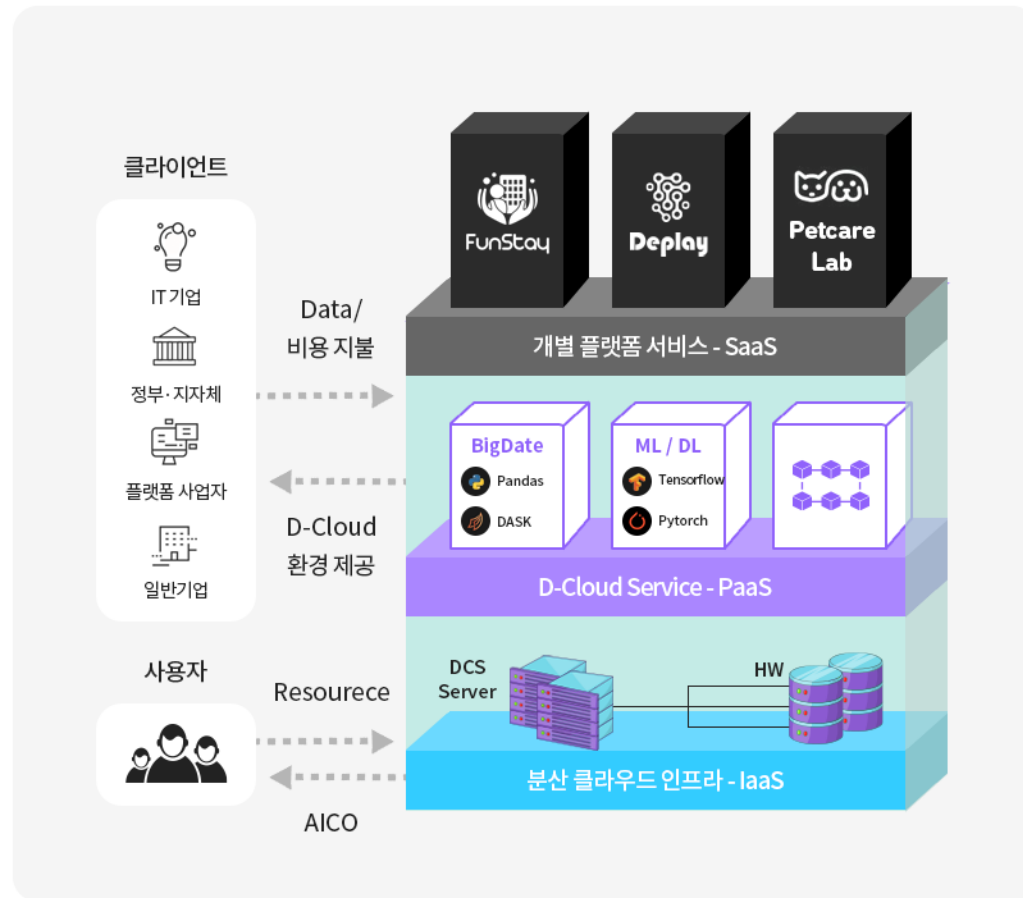 클라이언트
IT 기업
정부·지자체
플랫폼 사업자
일반기업
Data/
비용 지불
D-Cloud
환경 제공
사용자
Resourece
AICO
FunStay
Deplay
Petcare
Lab
개별 플랫폼 서비스 - SaaS
BigDate
Pandas
DASK
ML / DL
Tensorflow
Pytorch
D-Cloud Service - PaaS
DCS
Server
HW
분산 클라우드 인프라 - IaaS